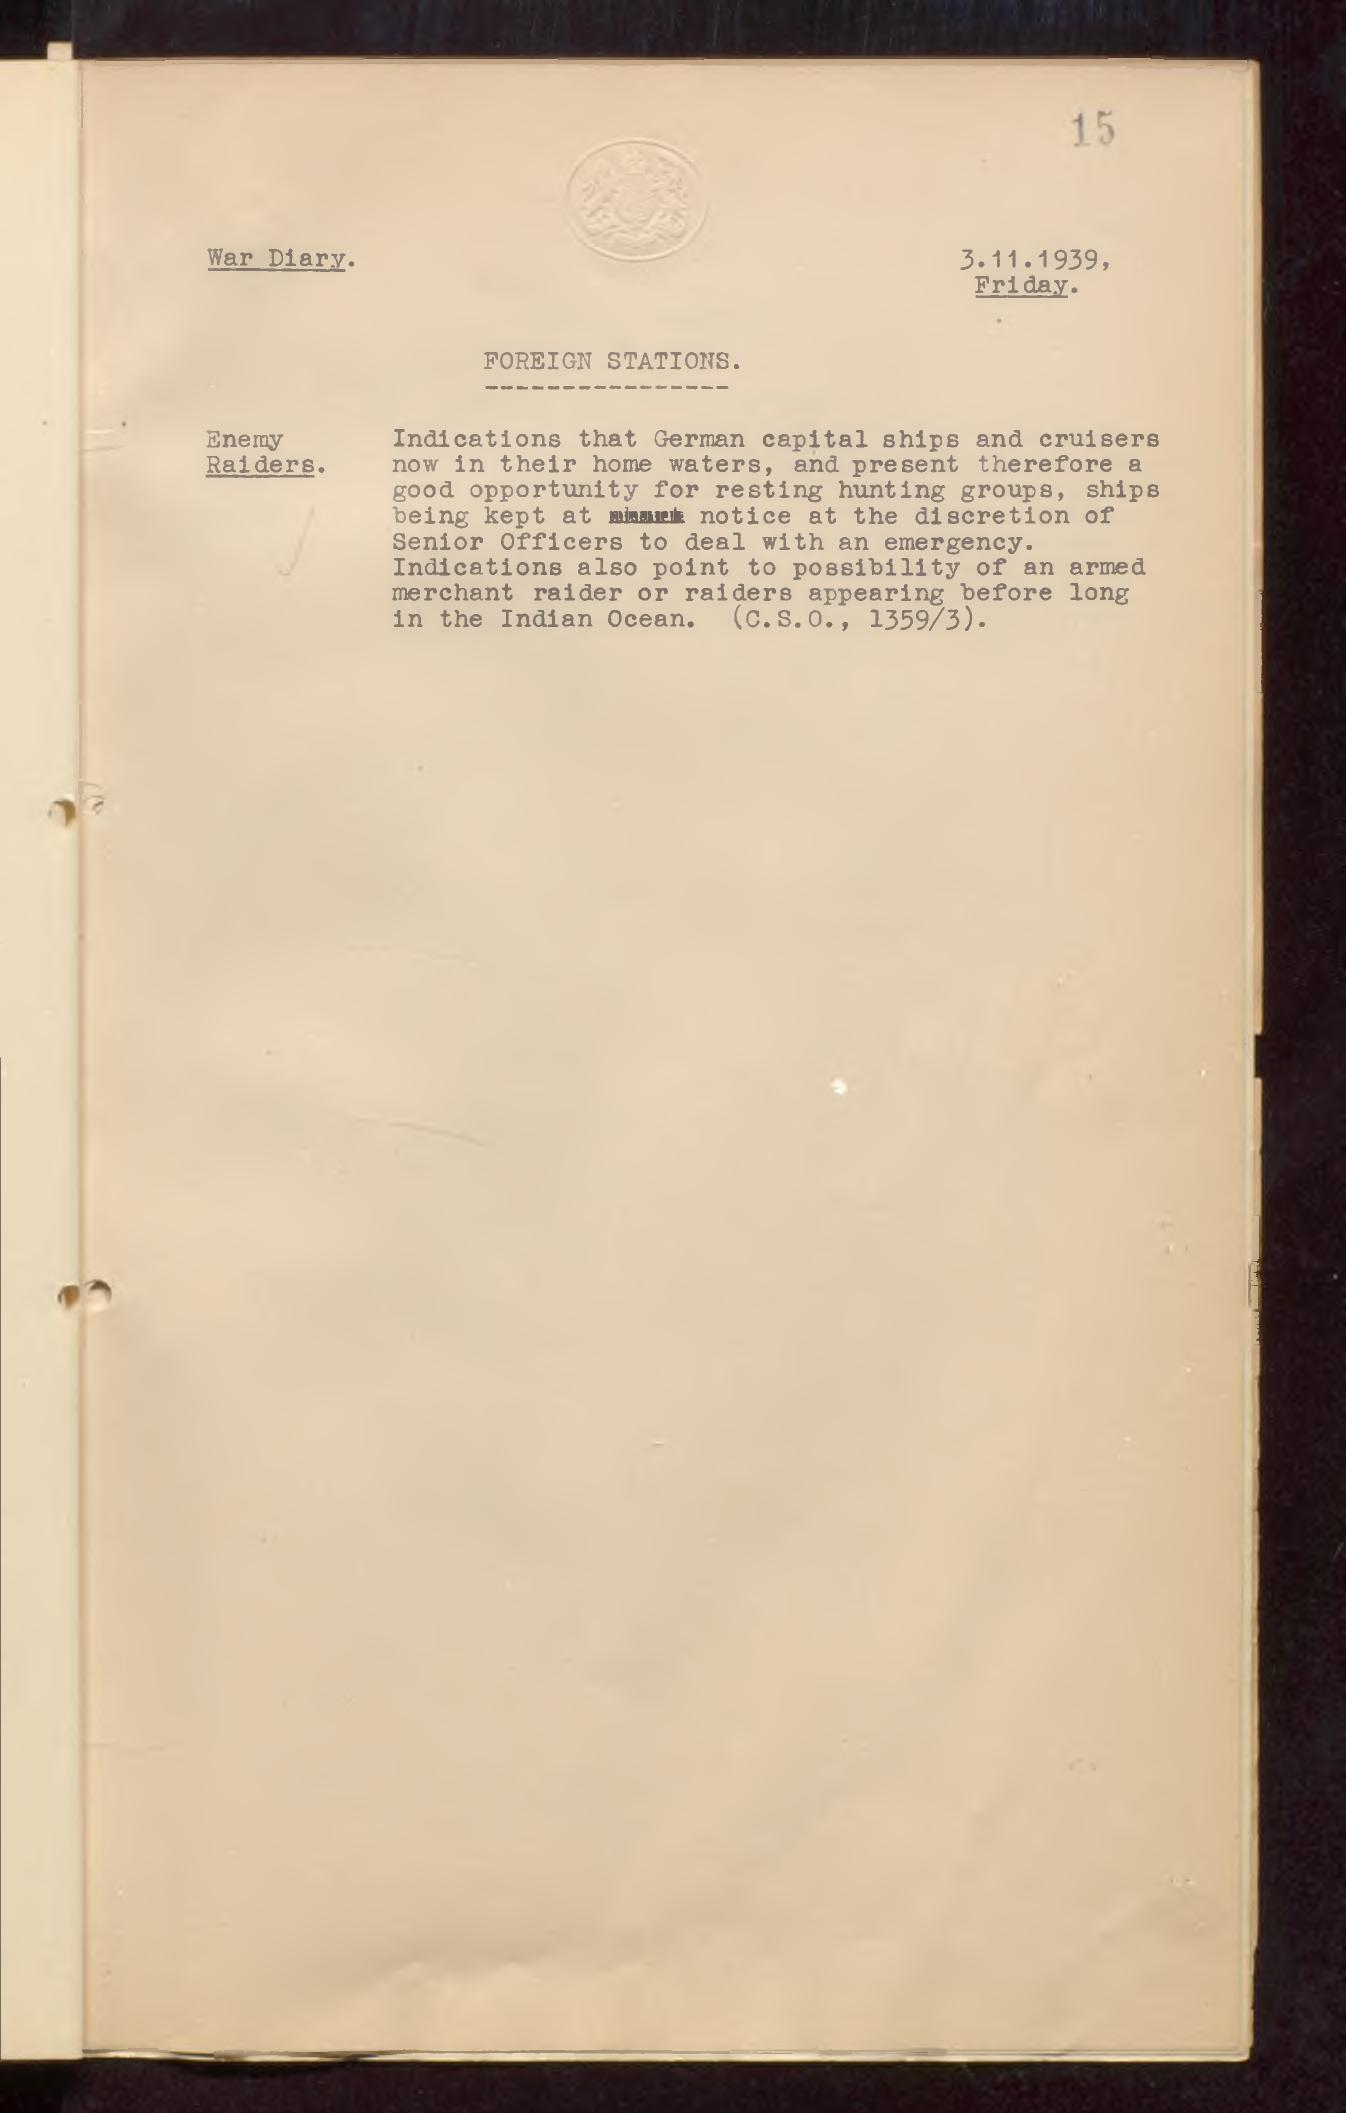 15
War Diary.
3.11.1939,
Friday.
FOREIGN STATIONS.
-----------------
Enemy
Raiders.
Indications that German capital ships and cruisers
now in their home waters, and present therefore a
good opportunity for resting hunting groups, ships
being kept at notice at the discretion of
Senior Officers to deal with an emergency.
Indications also point to possibility of an armed
merchant raider or raiders appearing before long
in the Indian Ocean. (C.S.O., 1359/3).